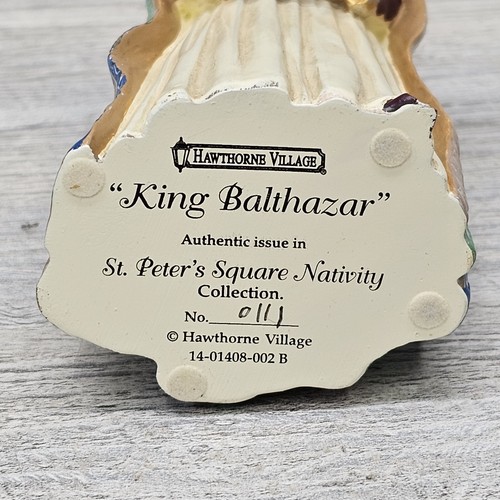 HAWTHORNE VILLAGE
"King Balthazar"
Authentic issue in
St. Peter's Square Nativity
Collection.
No. 0111
© Hawthorne Village
14-01408-002 B